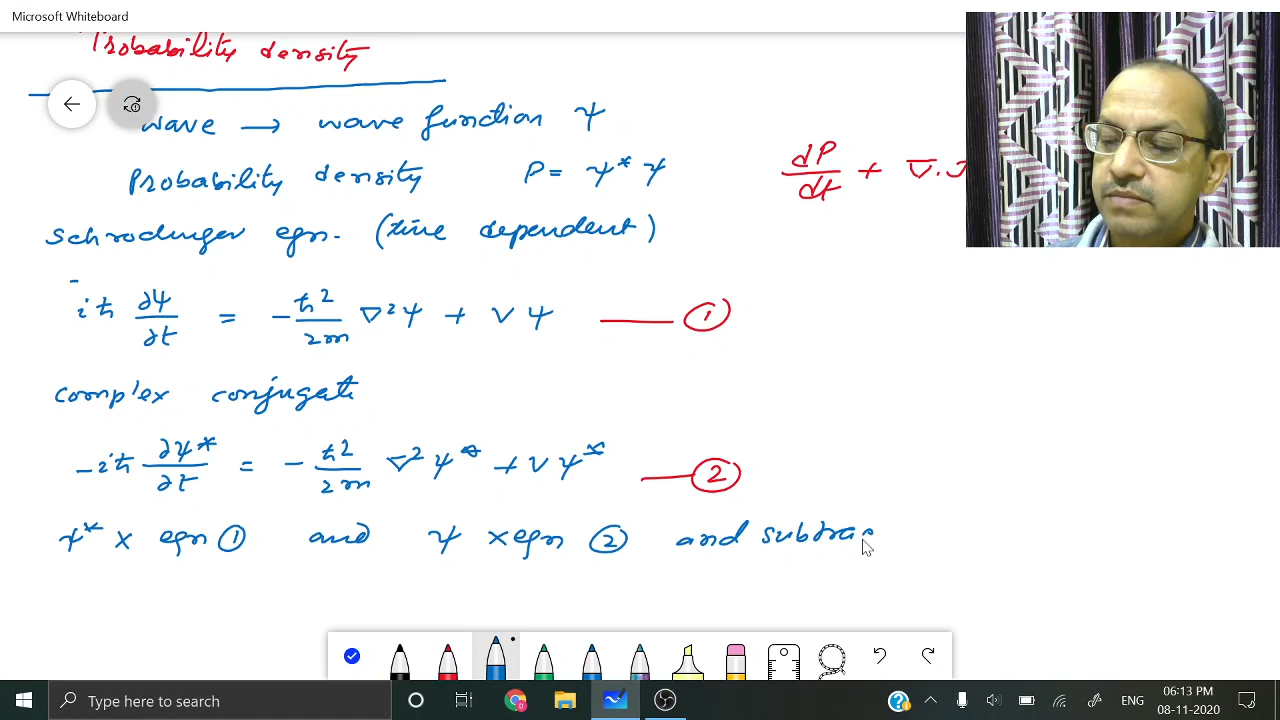 Microsoft Whiteboard
Probability density
wave → wave function ψ
Probability density P = ψ* ψ
dP/dt + ∇.J
Schrodinger eqn. (time dependent)
iħ ∂ψ/∂t = -ħ²/2m ∇²ψ + Vψ —— ①
complex conjugate
-iħ ∂ψ*/∂t = -ħ²/2m ∇²ψ* + Vψ* —— ②
ψ* × eqn ① and ψ × eqn ② and subtrac
Type here to search
ENG
06:13 PM
08-11-2020